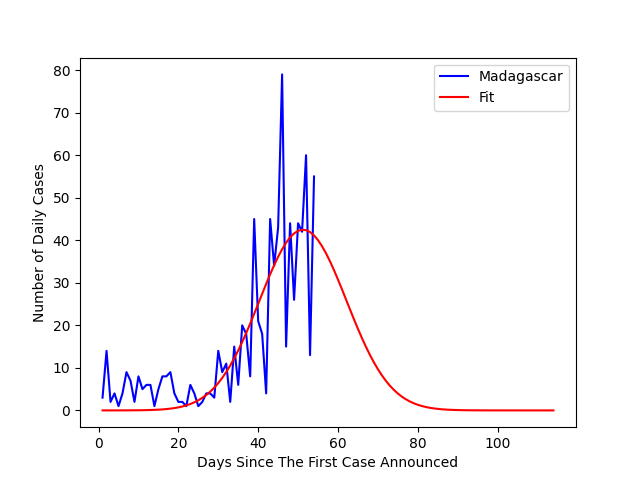 Madagascar
Fit
80
70
60
50
40
30
20
10
0
Number of Daily Cases
0 20 40 60 80 100
Days Since The First Case Announced